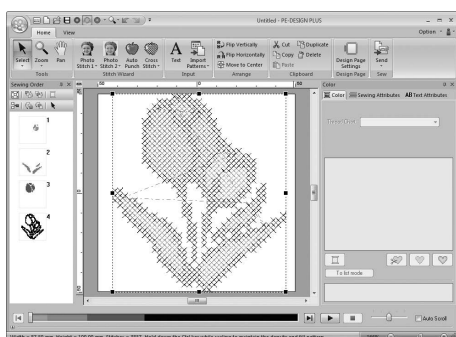 Untitled - PE-DESIGN PLUS
Home View Option
Select Zoom Pan
Photo Stitch 1 Photo Stitch 2 Auto Punch Cross Stitch
Text Import Patterns
Flip Vertically
Flip Horizontally
Move to Center
Cut Duplicate
Copy Delete
Paste
Design Page Settings
Send
Tools Stitch Wizard Input Arrange Clipboard Design Page Sew
Sewing Order
Color
Color Sewing Attributes ABText Attributes
Thread Chart
1
2
3
4
To list mode
Auto Scroll